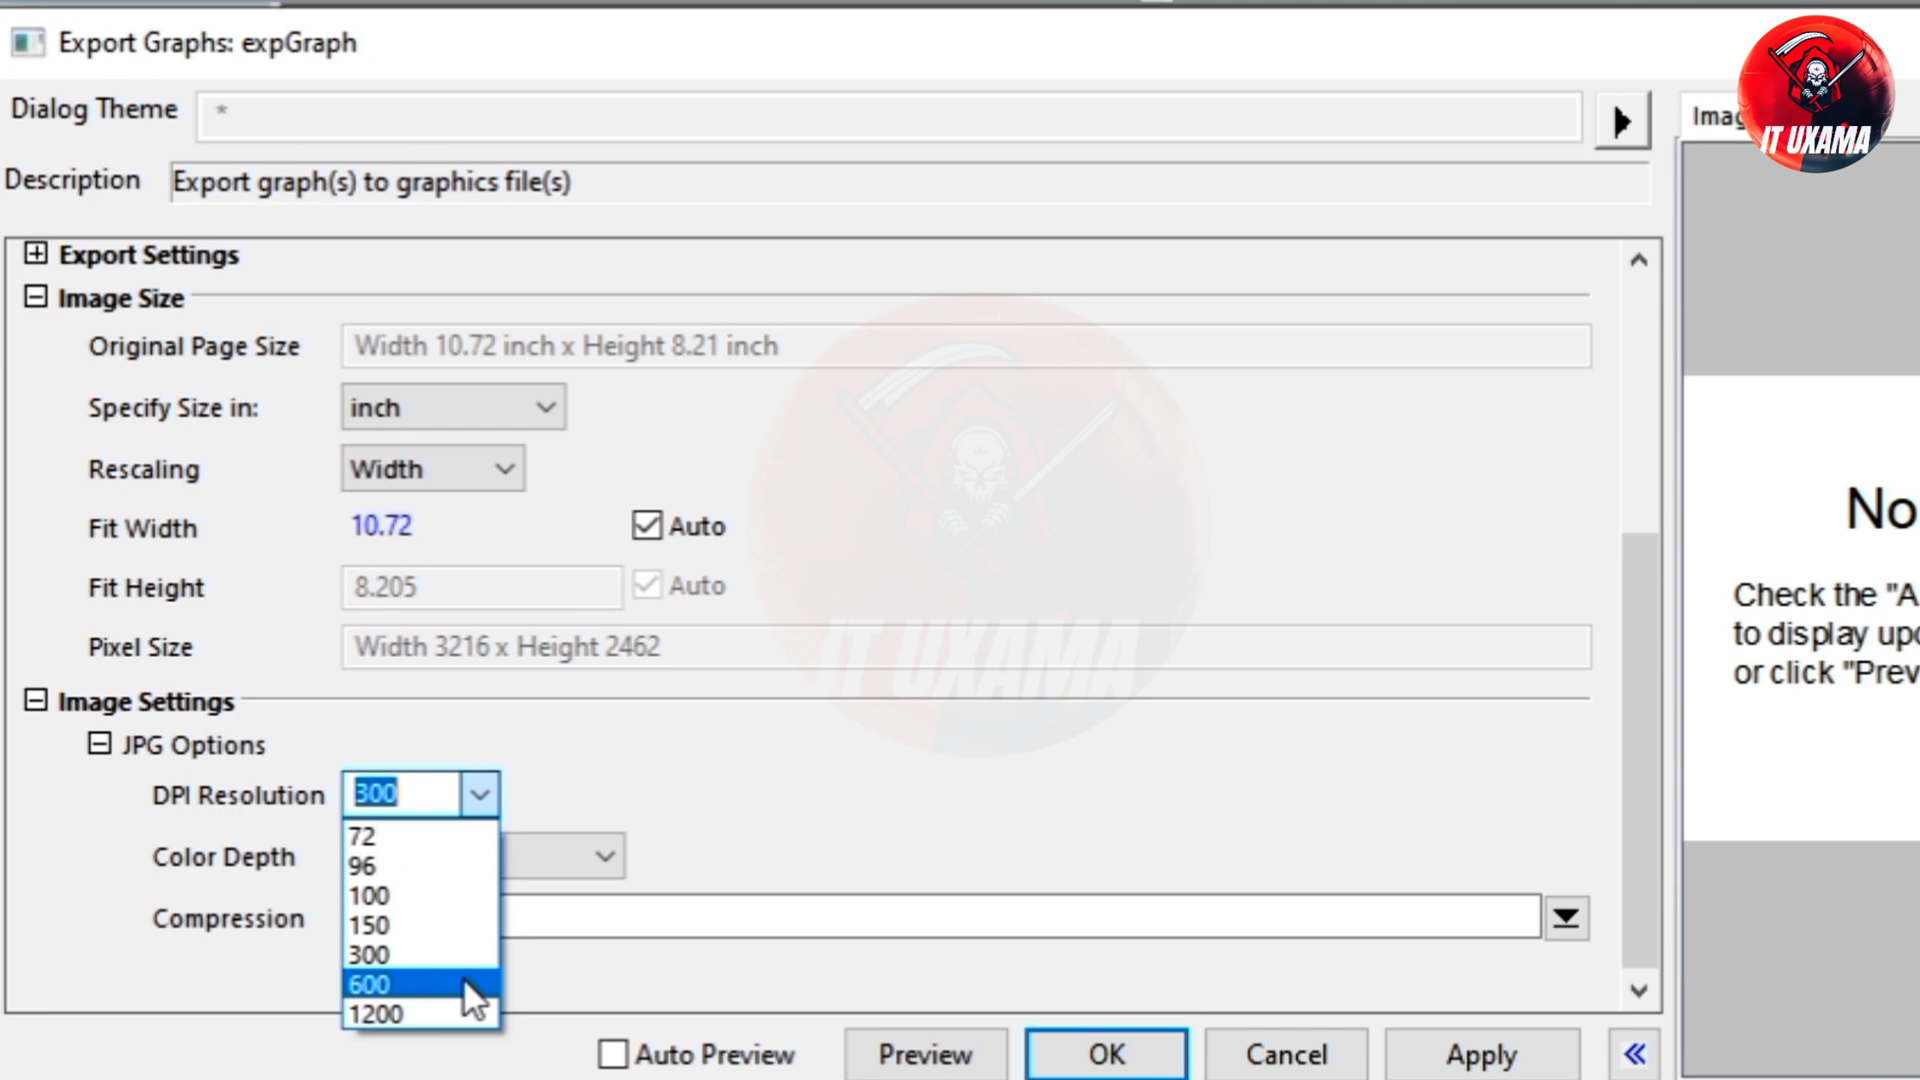 Export Graphs: expGraph
Dialog Theme *
Description Export graph(s) to graphics file(s)
Export Settings
Image Size
Original Page Size Width 10.72 inch x Height 8.21 inch
Specify Size in: inch
Rescaling Width
Fit Width 10.72 Auto
Fit Height 8.205 Auto
Pixel Size Width 3216 x Height 2462
Image Settings
JPG Options
DPI Resolution 300
72
96
100
150
300
600
1200
Color Depth
Compression
Auto Preview Preview OK Cancel Apply
Imag
No
Check the "A
to display upd
or click "Prev
IT UXAMA
IT UXAMA